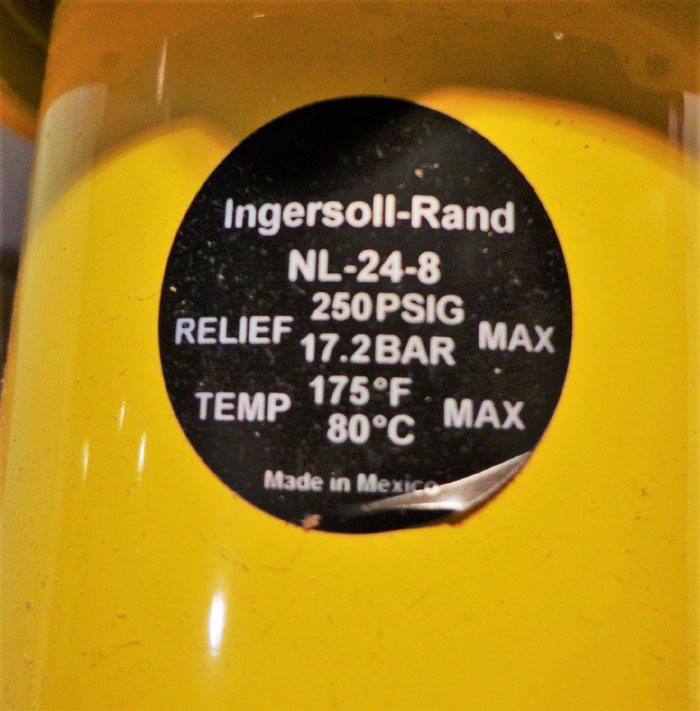 Ingersoll-Rand
NL-24-8
250PSIG
RELIEF MAX
17.2BAR
175°F
TEMP MAX
80°C
Made in Mexico